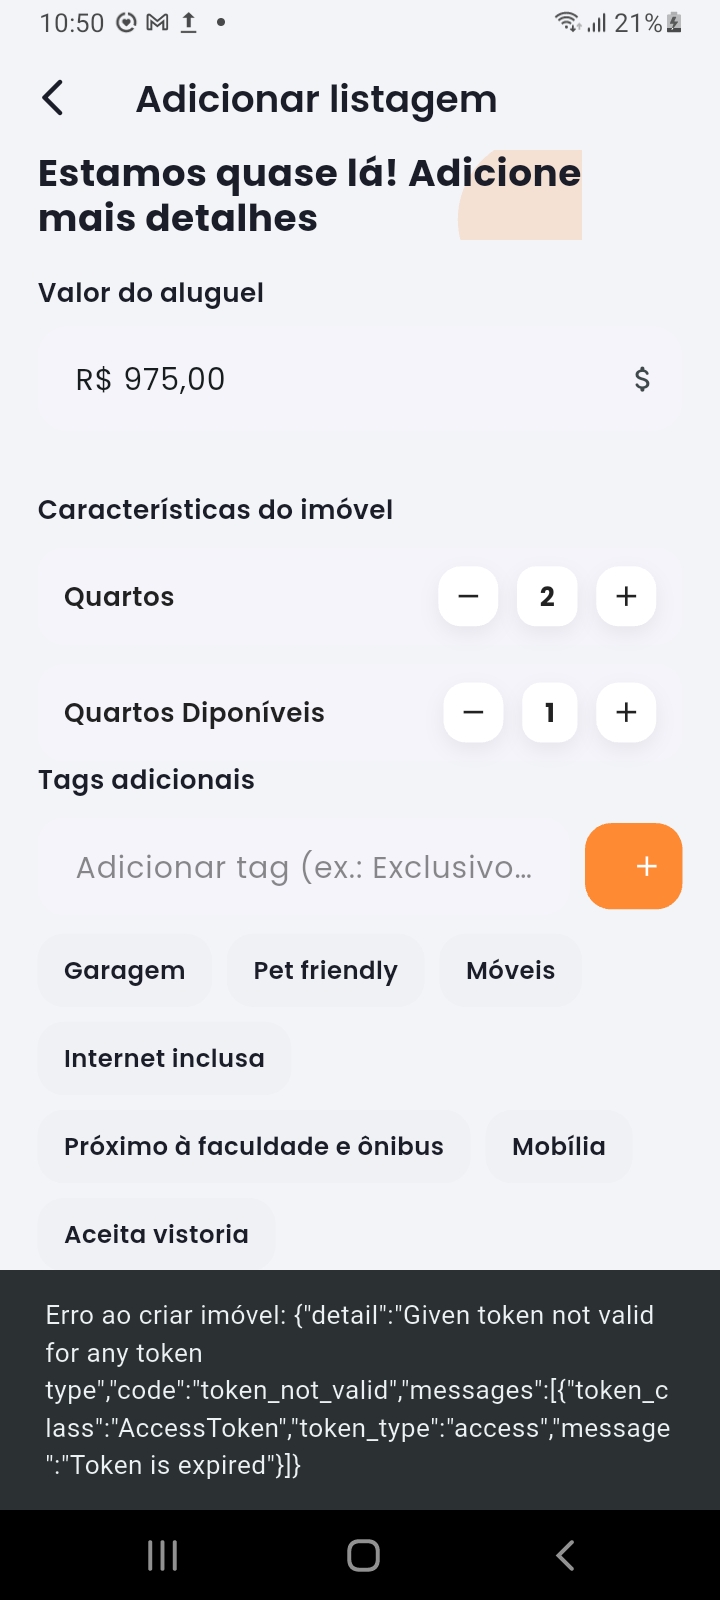 10:50
21%
Adicionar listagem
Estamos quase lá! Adicione
mais detalhes
Valor do aluguel
R$ 975,00
$
Características do imóvel
Quartos
− 2 +
Quartos Diponíveis
− 1 +
Tags adicionais
Adicionar tag (ex.: Exclusivo...
+
Garagem Pet friendly Móveis
Internet inclusa
Próximo à faculdade e ônibus Mobília
Aceita vistoria
Erro ao criar imóvel: {"detail":"Given token not valid
for any token
type","code":"token_not_valid","messages":[{"token_c
lass":"AccessToken","token_type":"access","message
":"Token is expired"}]}